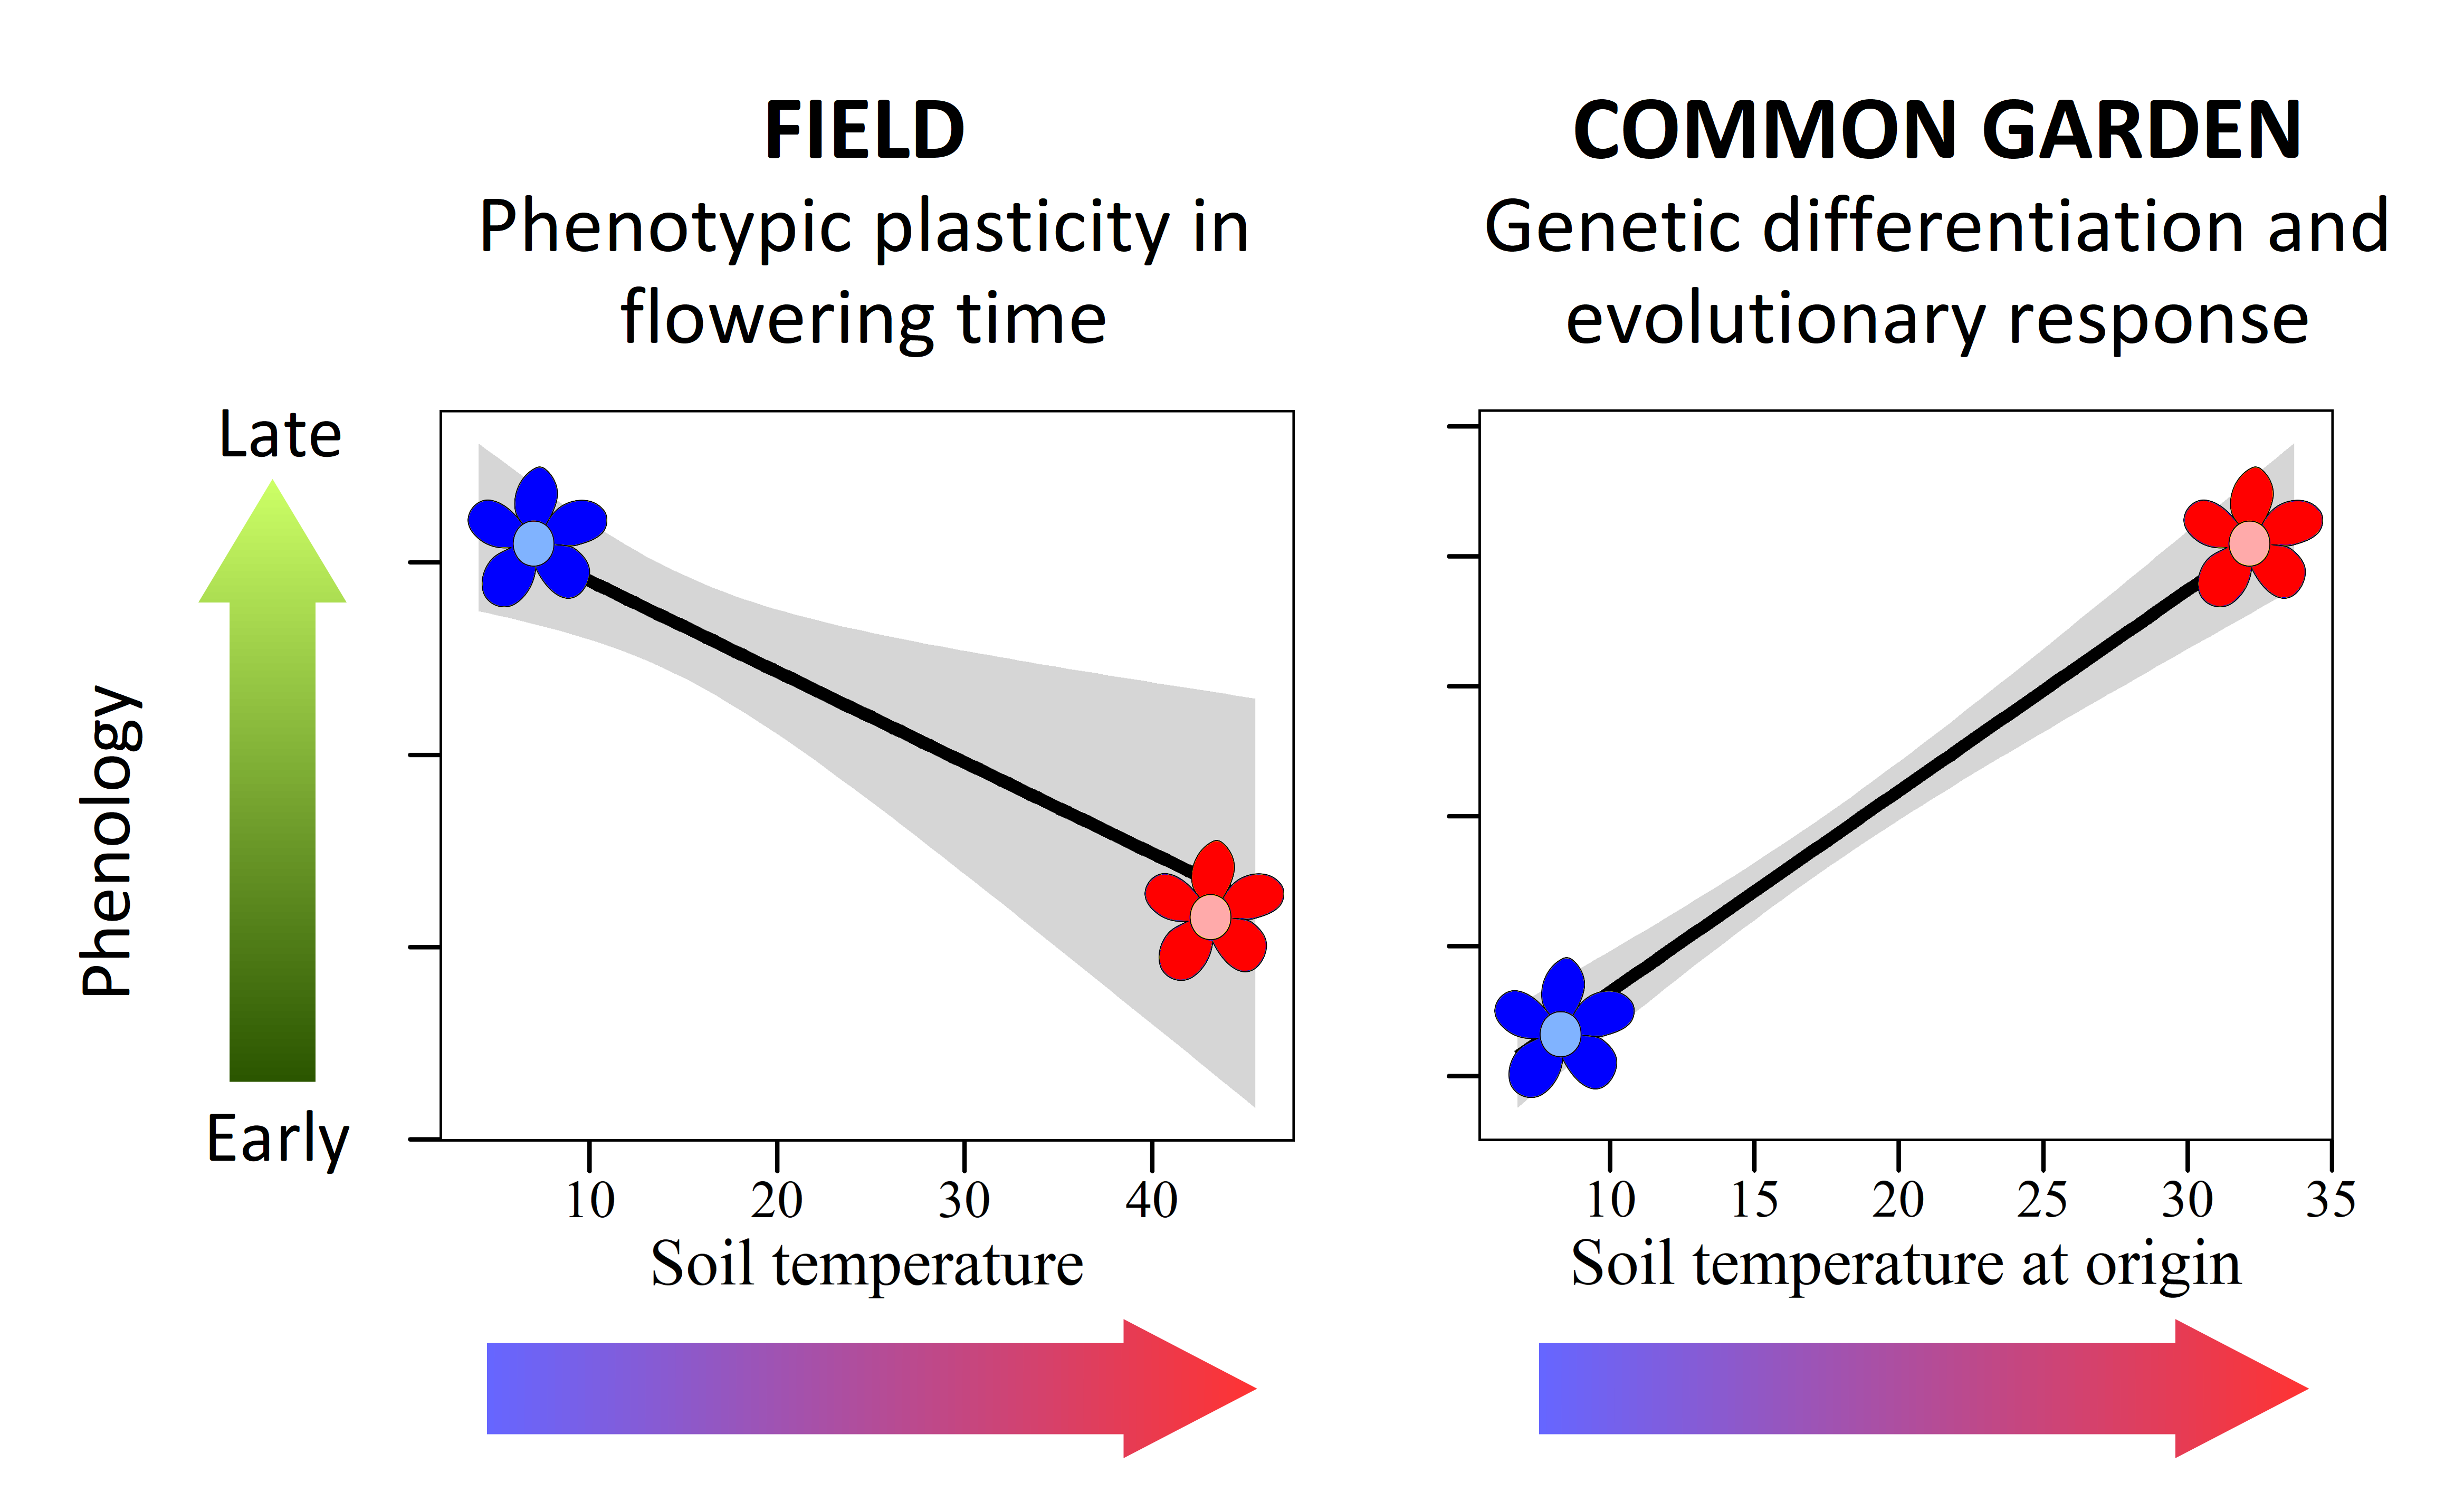 FIELD
Phenotypic plasticity in
flowering time
COMMON GARDEN
Genetic differentiation and
evolutionary response
Late
Phenology
Early
10 20 30 40
Soil temperature
10 15 20 25 30 35
Soil temperature at origin